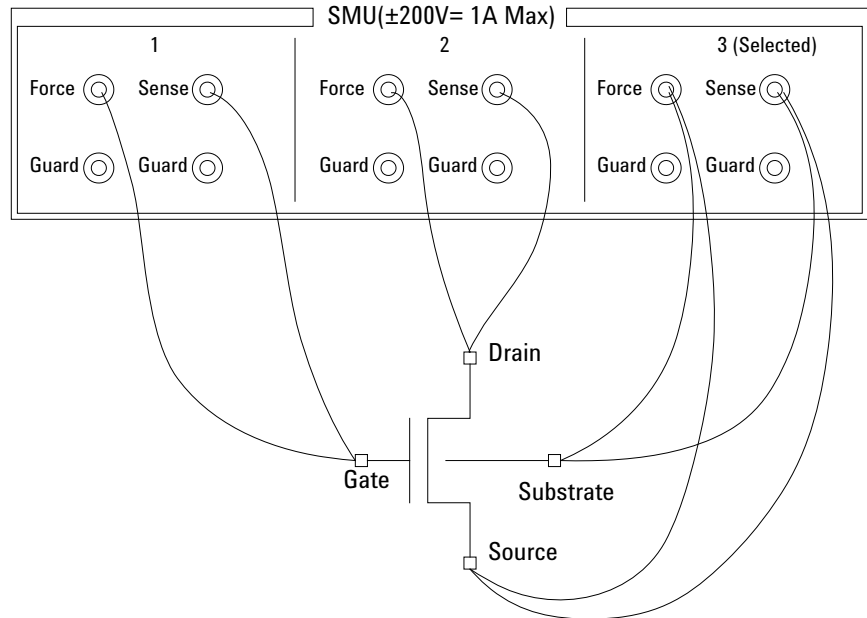 SMU(±200V= 1A Max)
1
2
3 (Selected)
Force
Sense
Force
Sense
Force
Sense
Guard
Guard
Guard
Guard
Guard
Guard
Drain
Gate
Substrate
Source